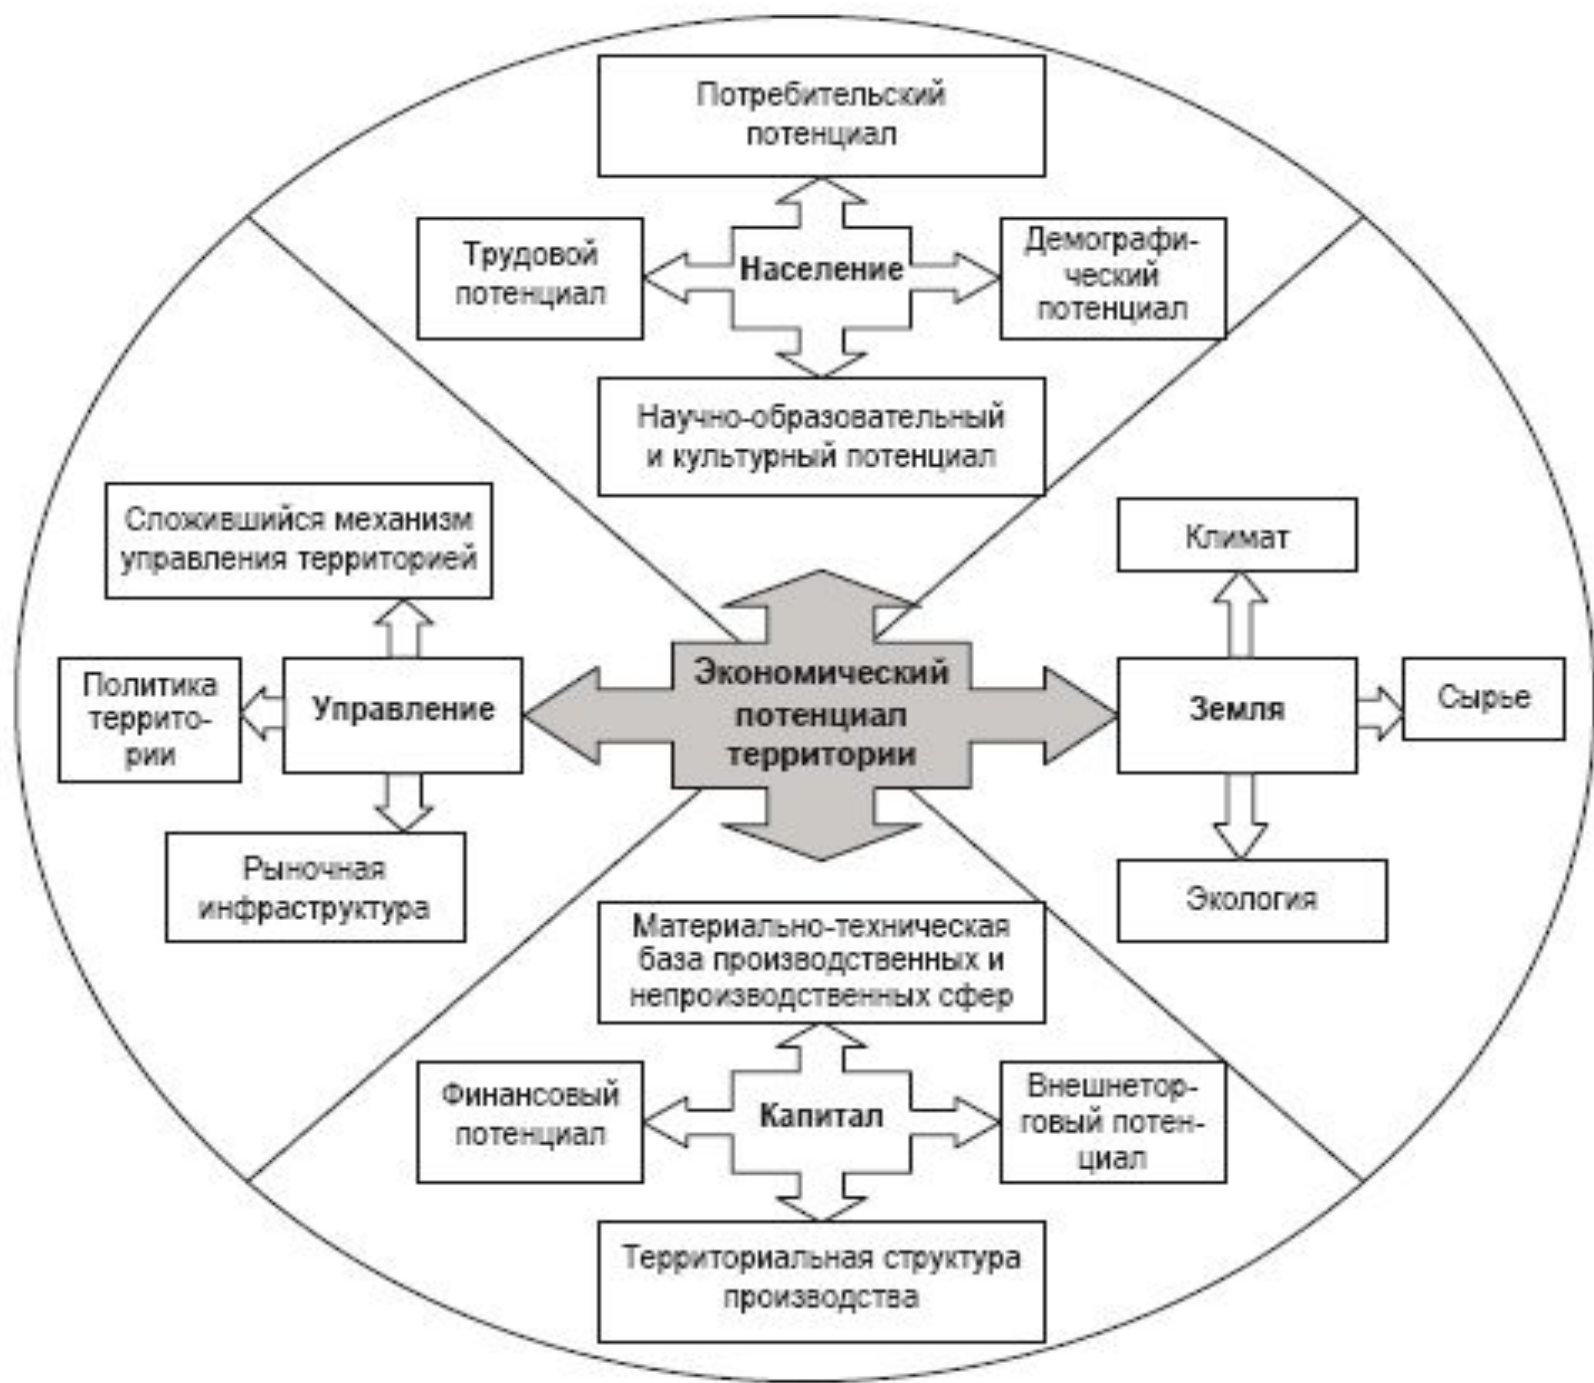 Потребительский
потенциал
Трудовой
потенциал
Население
Демографи-
ческий
потенциал
Научно-образовательный
и культурный потенциал
Сложившийся механизм
управления территорией
Политика
террито-
рии
Управление
Рыночная
инфраструктура
Экономический
потенциал
территории
Климат
Земля
Сырье
Экология
Материально-техническая
база производственных и
непроизводственных сфер
Финансовый
потенциал
Капитал
Внешнетор-
говый потен-
циал
Территориальная структура
производства